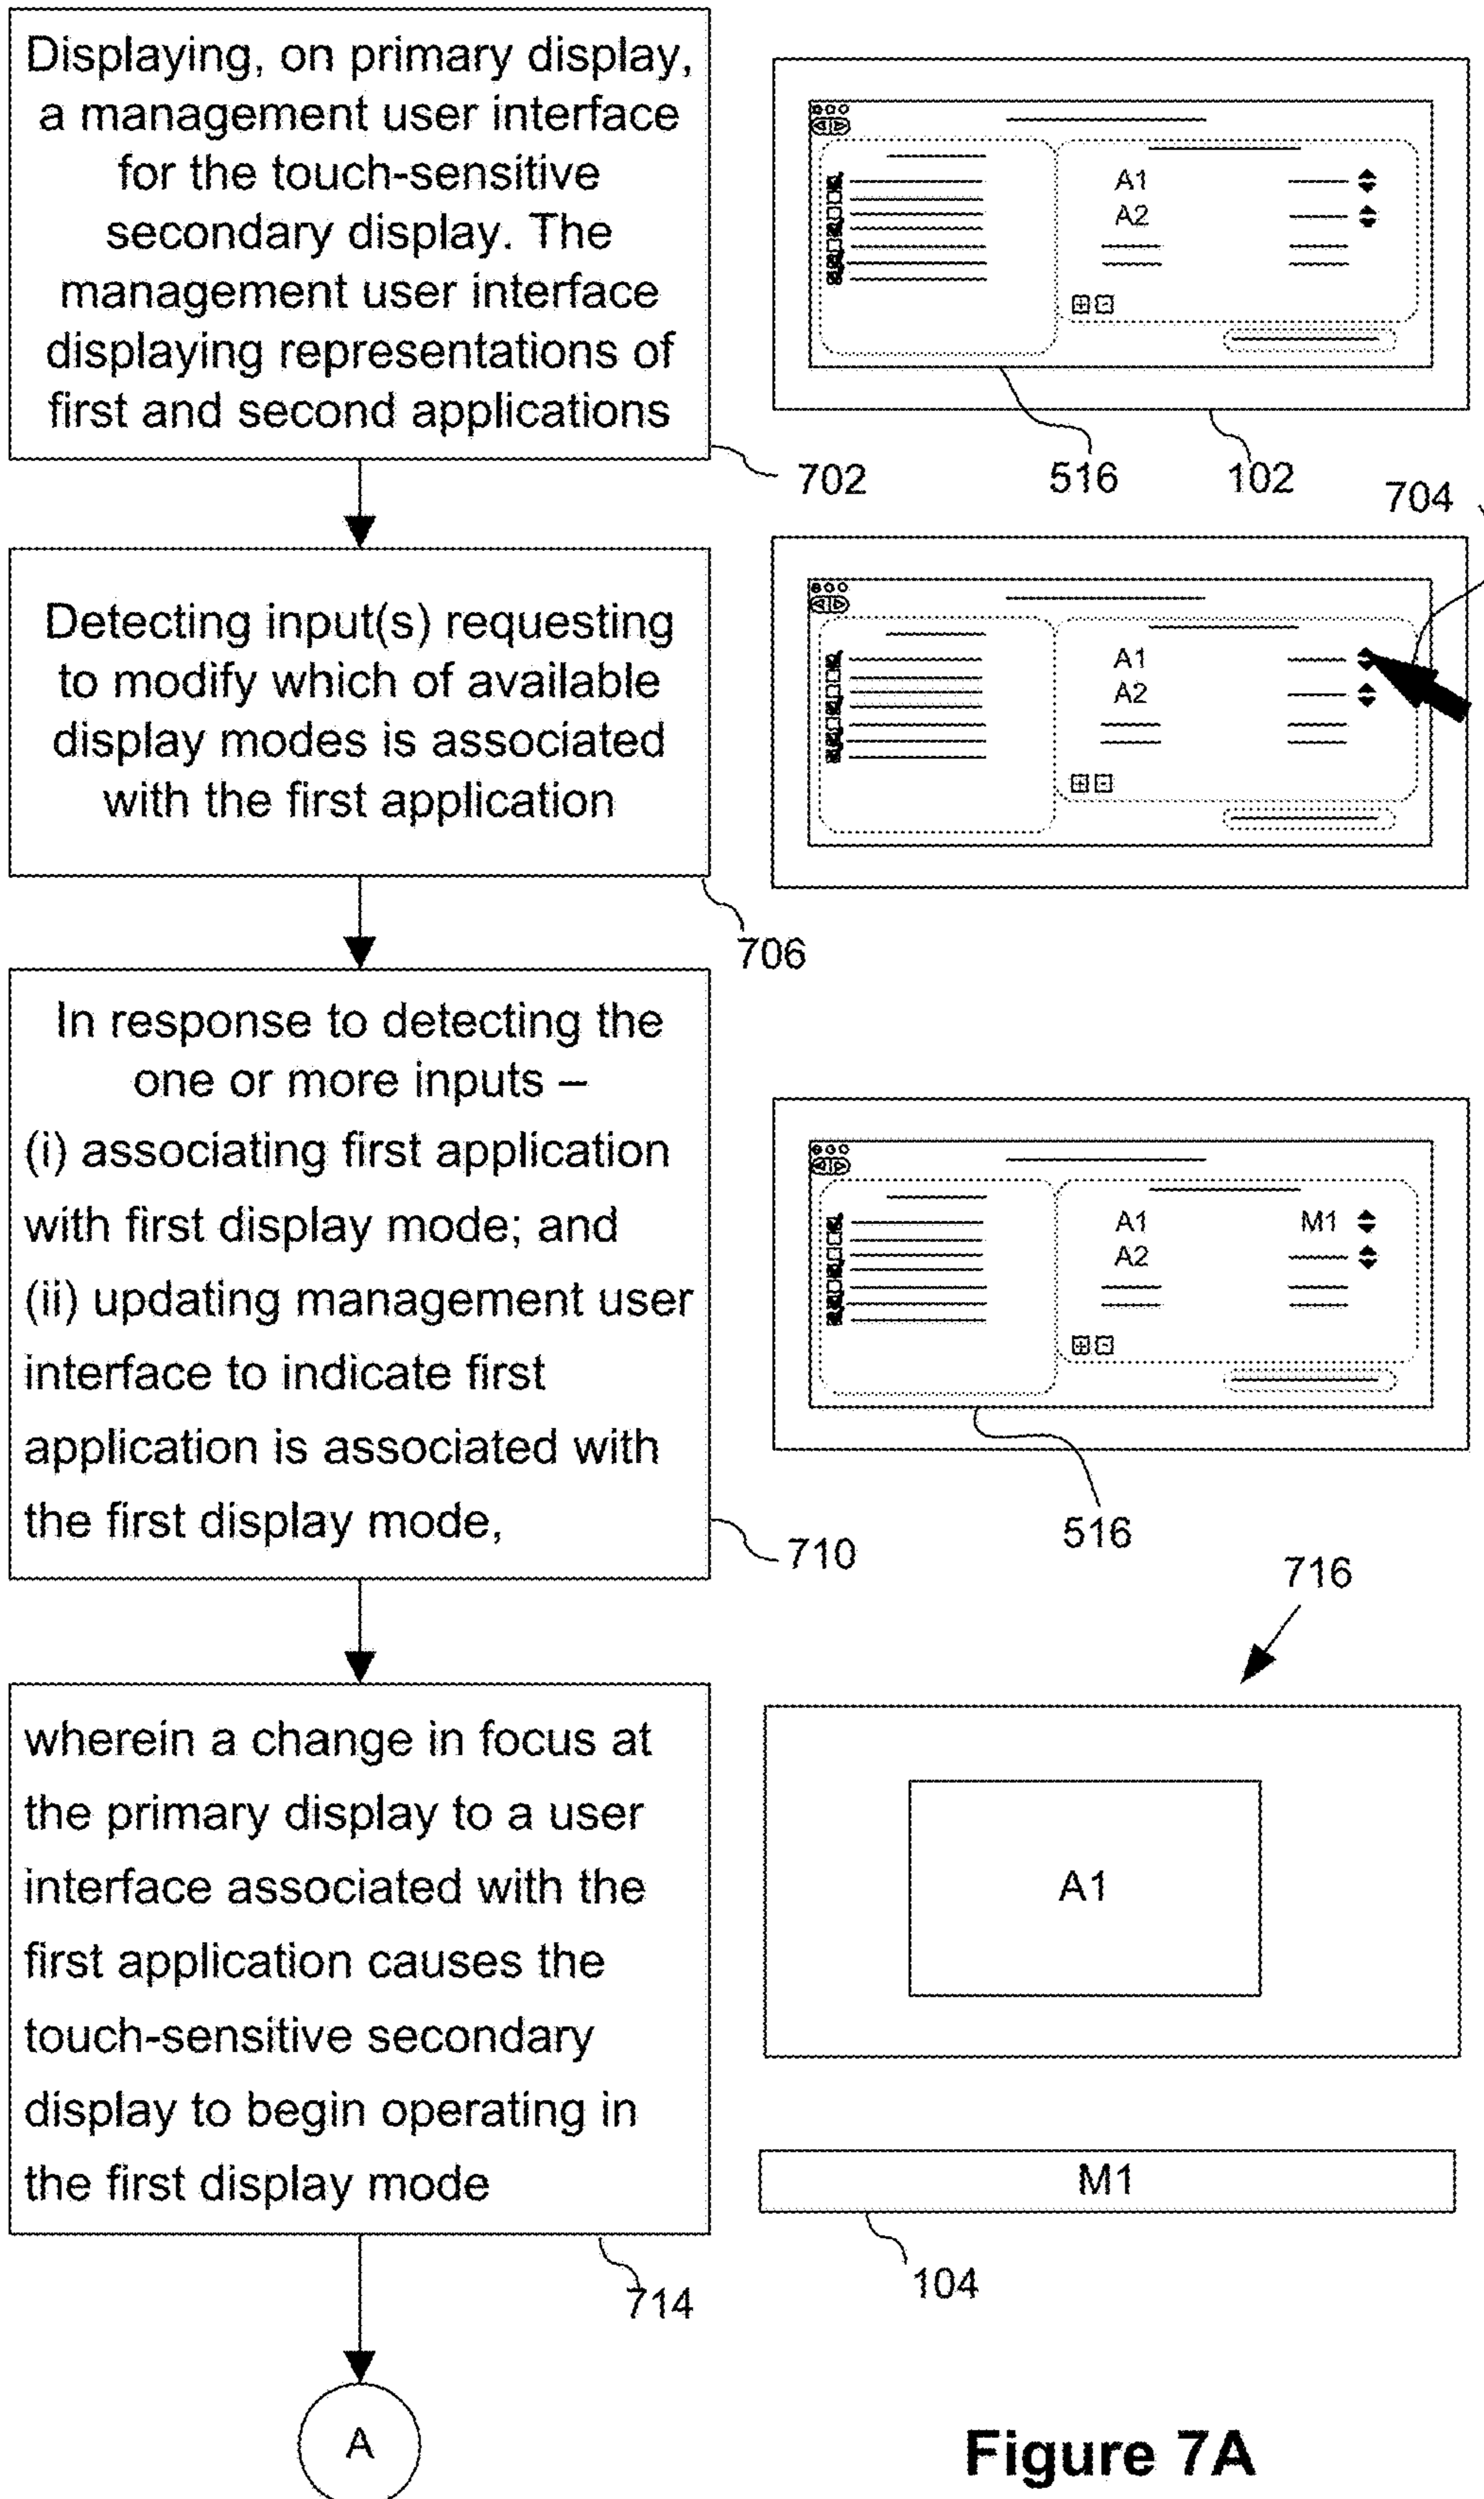 Displaying, on primary display,
a management user interface
for the touch-sensitive
secondary display. The
management user interface
displaying representations of
first and second applications
702
A1
A2
516
102
704
Detecting input(s) requesting
to modify which of available
display modes is associated
with the first application
706
A1
A2
In response to detecting the
one or more inputs –
(i) associating first application
with first display mode; and
(ii) updating management user
interface to indicate first
application is associated with
the first display mode,
710
A1 M1
A2
516
716
wherein a change in focus at
the primary display to a user
interface associated with the
first application causes the
touch-sensitive secondary
display to begin operating in
the first display mode
714
A1
M1
104
A
Figure 7A